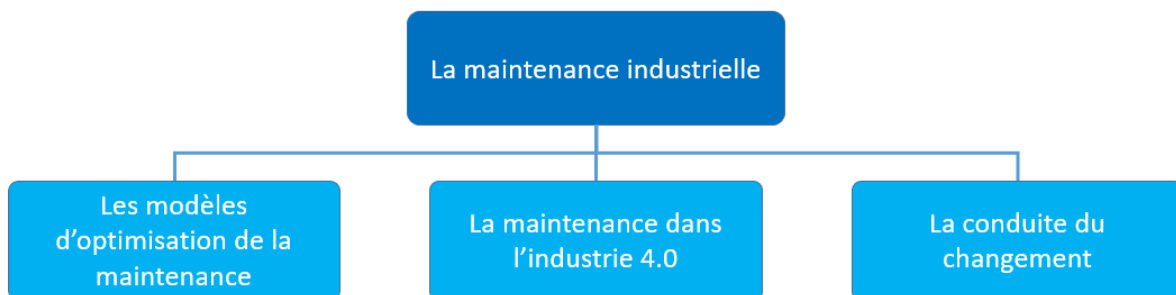 La maintenance industrielle
Les modèles
d'optimisation de la
maintenance
La maintenance dans
l'industrie 4.0
La conduite du
changement